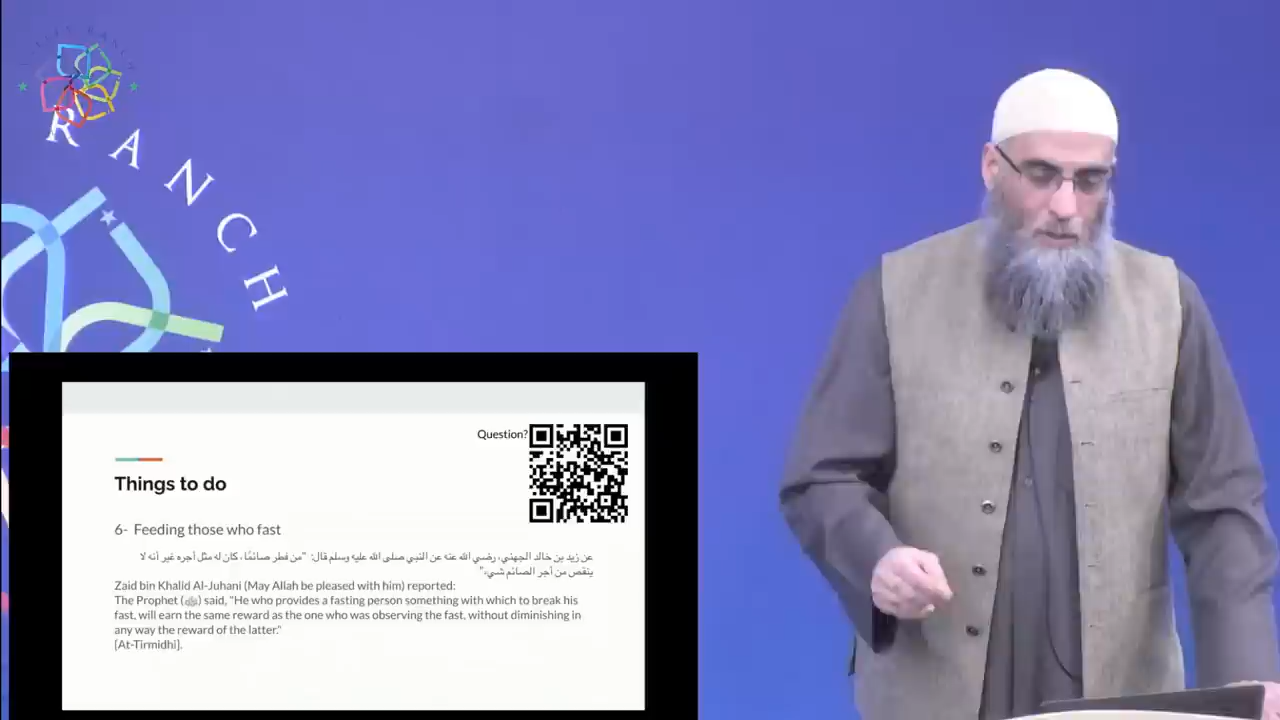 RANCH
Question?
Things to do
6- Feeding those who fast
عن زيد بن خالد الجهني، رضي الله عنه عن النبي صلى الله عليه وسلم قال: "من فطر صائمًا، كان له مثل أجره غير أنه لا
ينقص من أجر الصائم شيء"
Zaid bin Khalid Al-Juhani (May Allah be pleased with him) reported:
The Prophet (ﷺ) said, "He who provides a fasting person something with which to break his
fast, will earn the same reward as the one who was observing the fast, without diminishing in
any way the reward of the latter."
[At-Tirmidhi].